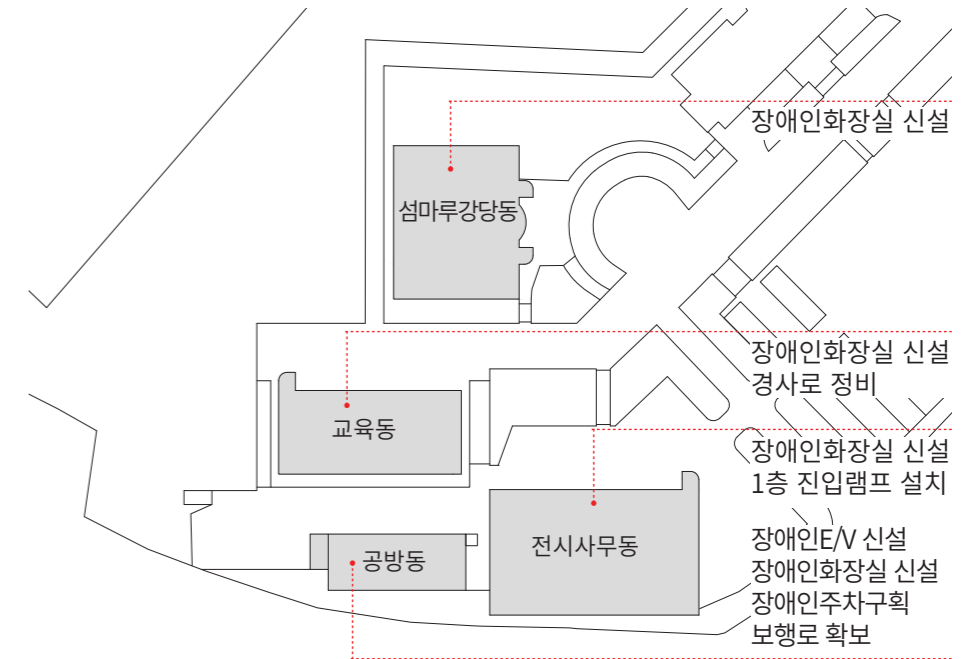 장애인화장실 신설
섬마루강당동
장애인화장실 신설
경사로 정비
교육동
장애인화장실 신설
1층 진입램프 설치
전시사무동
공방동
장애인E/V 신설
장애인화장실 신설
장애인주차구획
보행로 확보